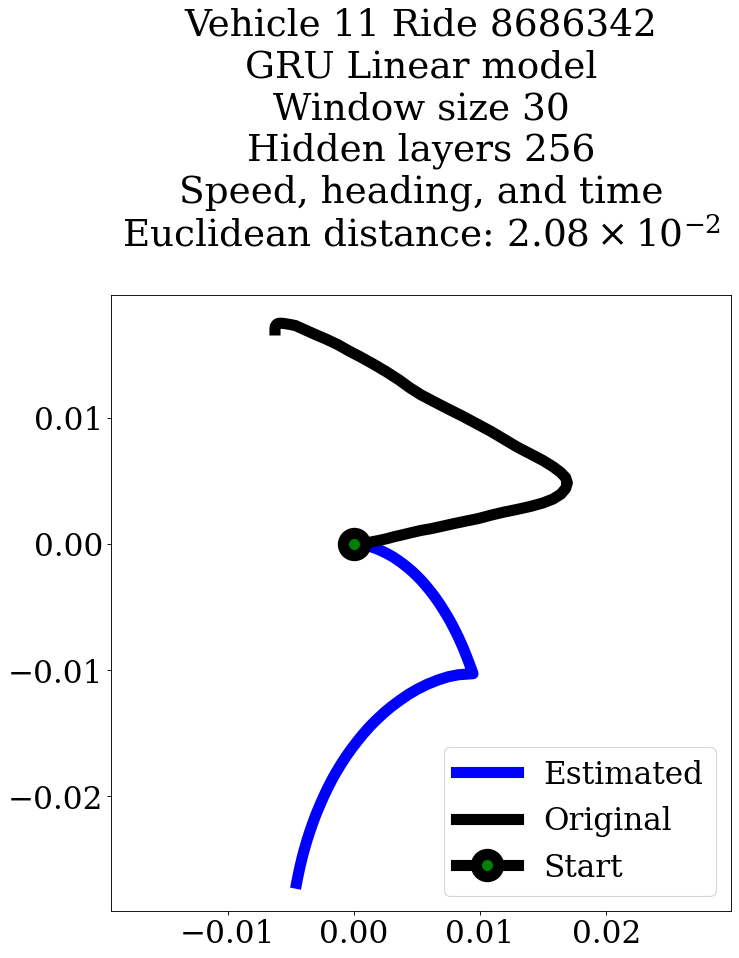 Vehicle 11 Ride 8686342
GRU Linear model
Window size 30
Hidden layers 256
Speed, heading, and time
Euclidean distance: 2.08 × 10⁻²
0.01
0.00
−0.01
−0.02
Estimated
Original
Start
−0.01 0.00 0.01 0.02